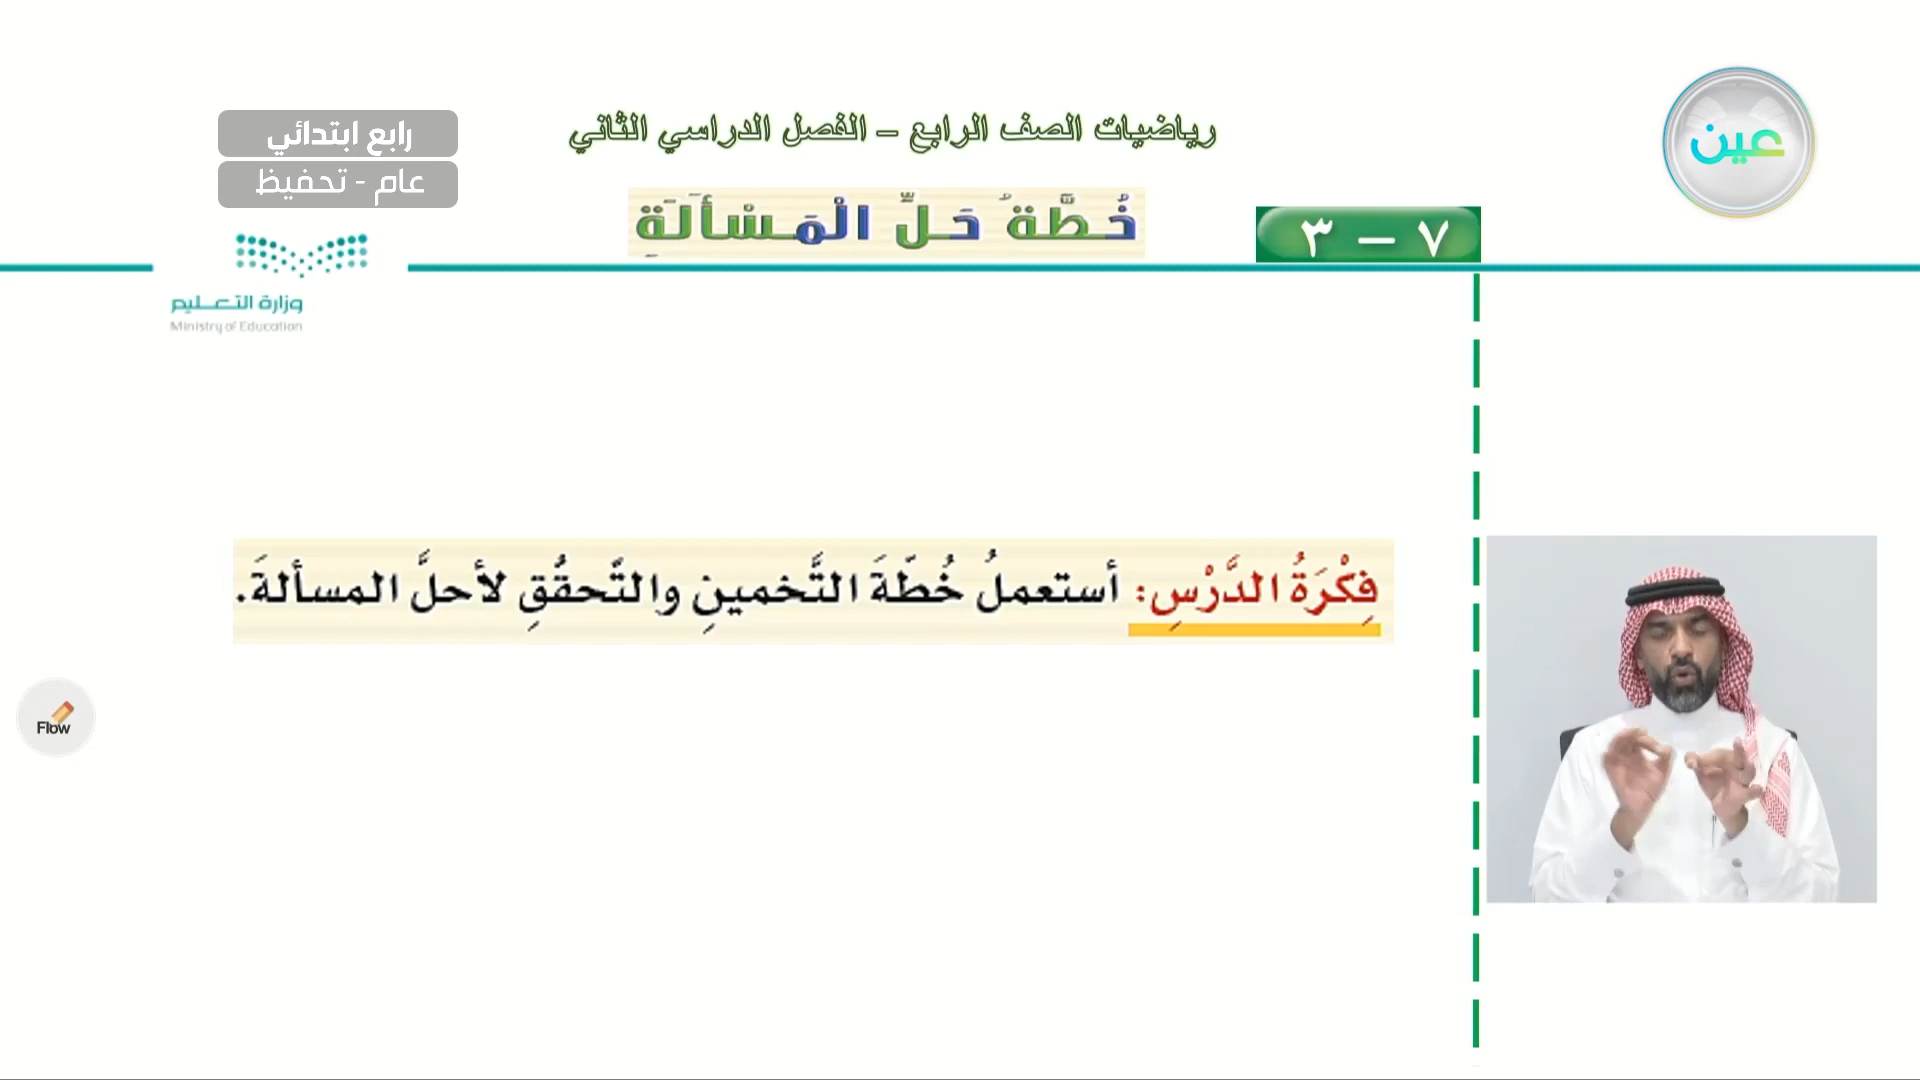 رابع ابتدائي
عام - تحفيظ
رياضيات الصف الرابع – الفصل الدراسي الثاني
عين
٧ – ٣
خُطَّةُ حَلِّ الْمَسْأَلَةِ
وزارة التعليم
Ministry of Education
فِكْرَةُ الدَّرْسِ: أستعملُ خُطّةَ التَّخمينِ والتَّحقُّقِ لأحلَّ المسألةَ.
Flow